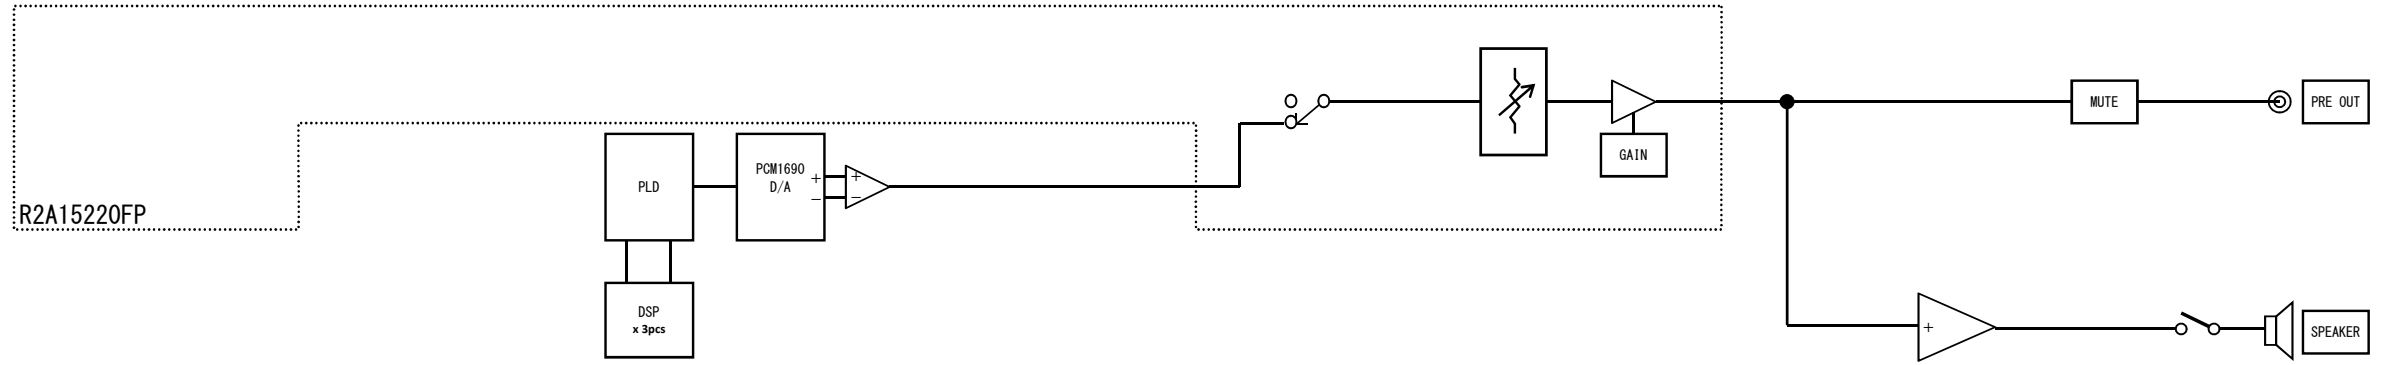 MUTE
PRE OUT
GAIN
PCM1690
D/A
+
−
+
−
PLD
R2A15220FP
DSP
x 3pcs
+
SPEAKER